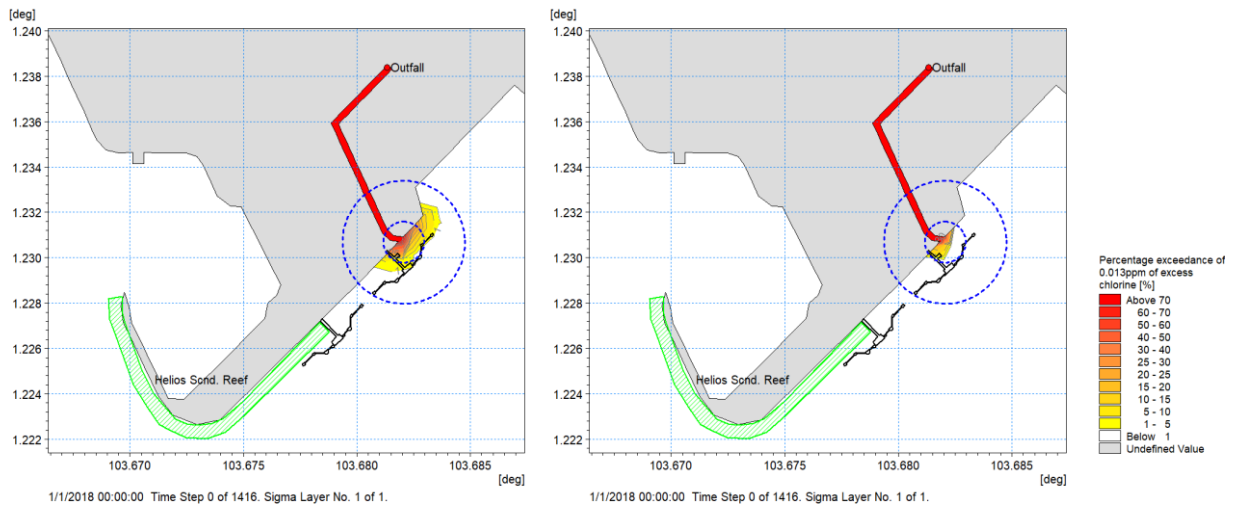 [deg]
1.240
1.238
1.236
1.234
1.232
1.230
1.228
1.226
1.224
1.222
Outfall
Helios Scnd. Reef
103.670
103.675
103.680
103.685
[deg]
1/1/2018 00:00:00 Time Step 0 of 1416. Sigma Layer No. 1 of 1.
[deg]
1.240
1.238
1.236
1.234
1.232
1.230
1.228
1.226
1.224
1.222
Outfall
Helios Scnd. Reef
103.670
103.675
103.680
103.685
[deg]
1/1/2018 00:00:00 Time Step 0 of 1416. Sigma Layer No. 1 of 1.
Percentage exceedance of
0.013ppm of excess
chlorine [%]
Above 70
60 - 70
50 - 60
40 - 50
30 - 40
25 - 30
20 - 25
15 - 20
10 - 15
5 - 10
1 - 5
Below 1
Undefined Value